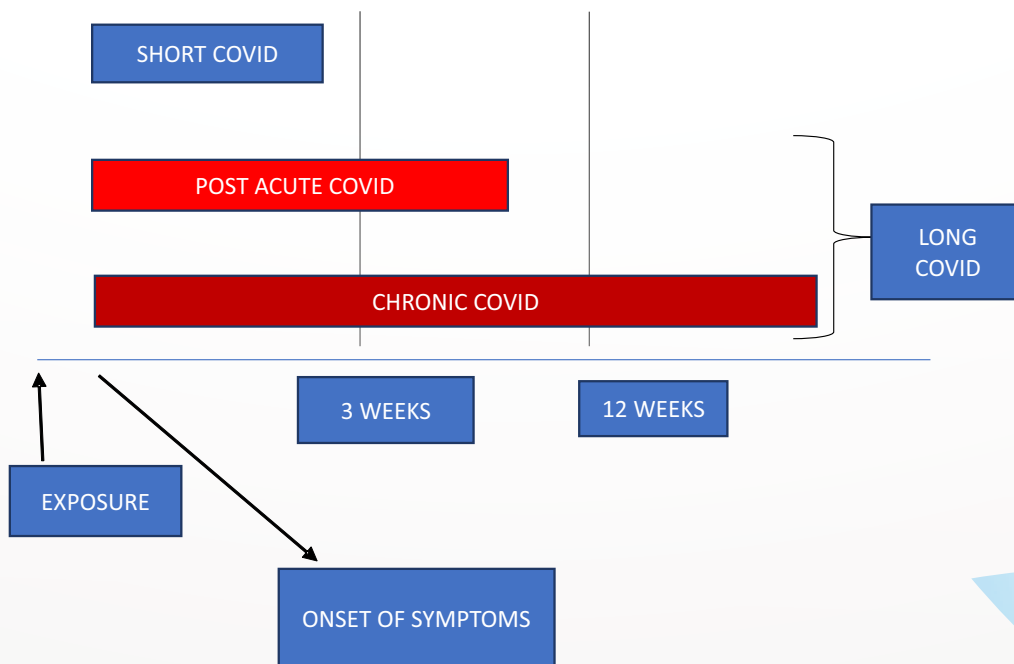 SHORT COVID
POST ACUTE COVID
LONG
COVID
CHRONIC COVID
3 WEEKS
12 WEEKS
EXPOSURE
ONSET OF SYMPTOMS